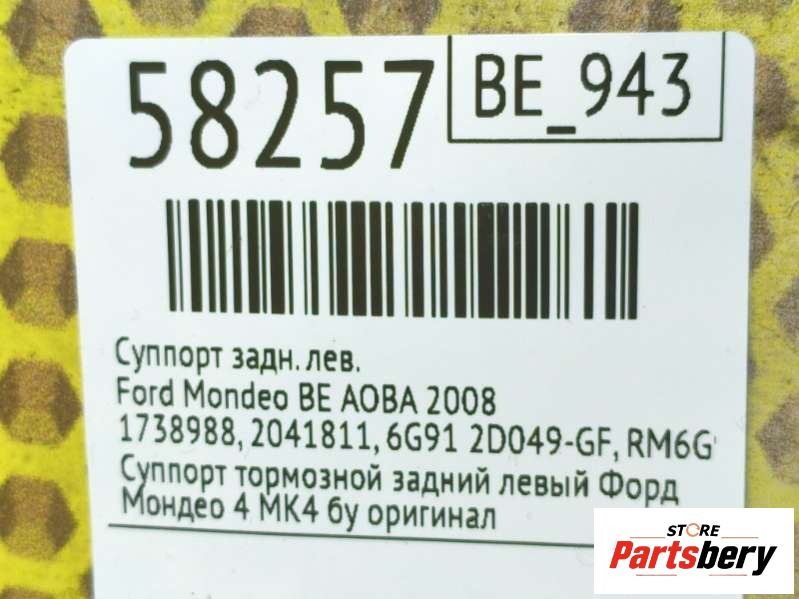 58257
BE_943
Суппорт задн. лев.
Ford Mondeo BE AOBA 2008
1738988, 2041811, 6G91 2D049-GF, RM6G
Суппорт тормозной задний левый Форд
Мондео 4 МК4 бу оригинал
STORE
Partsbery